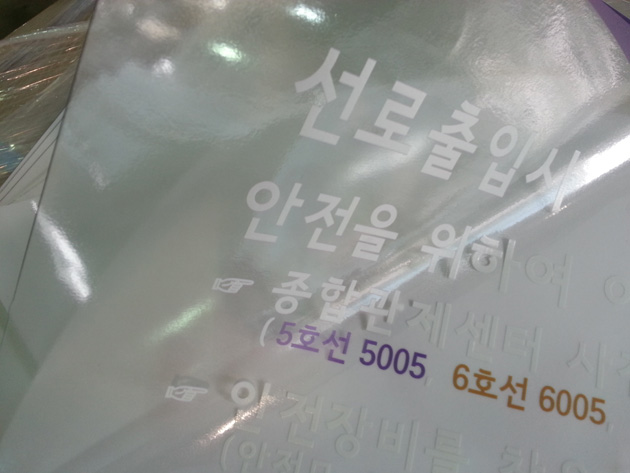 선로출입시
안전을 위하여
☞ 종합관제센터
(5호선 5005 6호선 6005
☞ 안전장비를